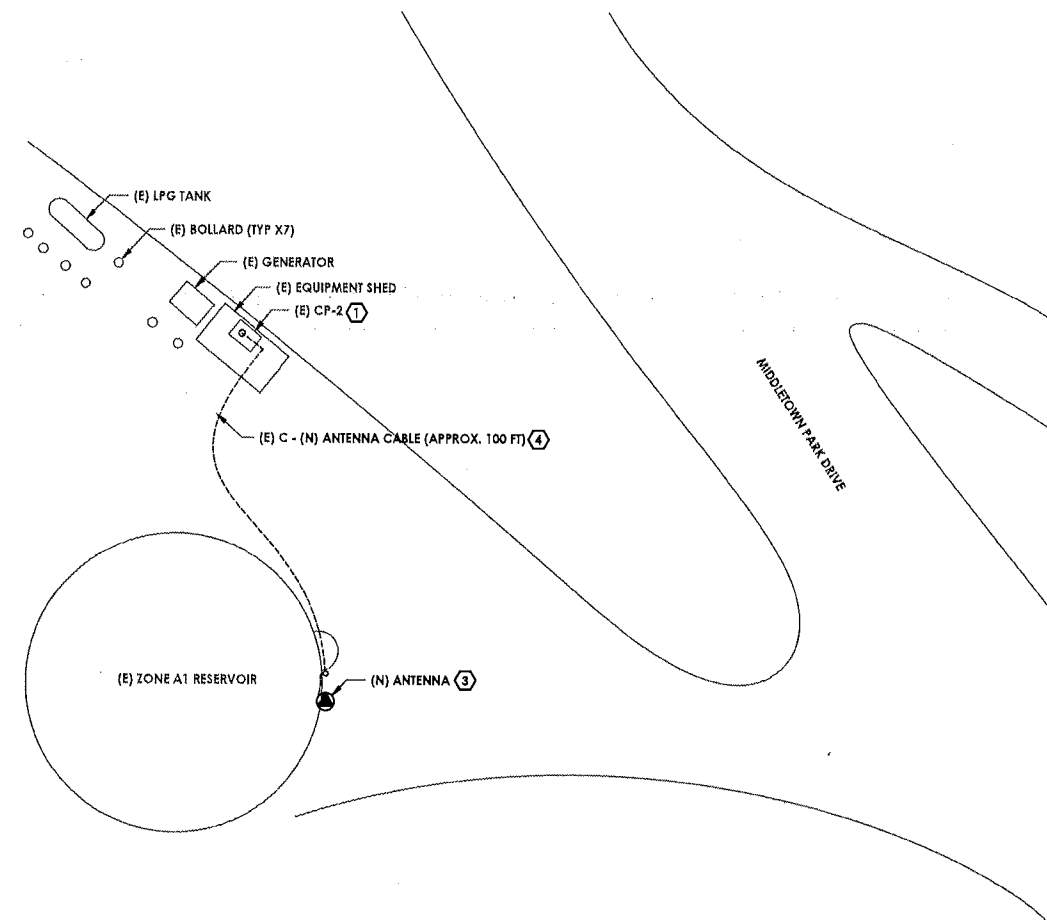 (E) LPG TANK
(E) BOLLARD (TYP X7)
(E) GENERATOR
(E) EQUIPMENT SHED
(E) CP-2 1
MIDDLETOWN PARK DRIVE
(E) C - (N) ANTENNA CABLE (APPROX. 100 FT) 4
(E) ZONE A1 RESERVOIR
(N) ANTENNA 3